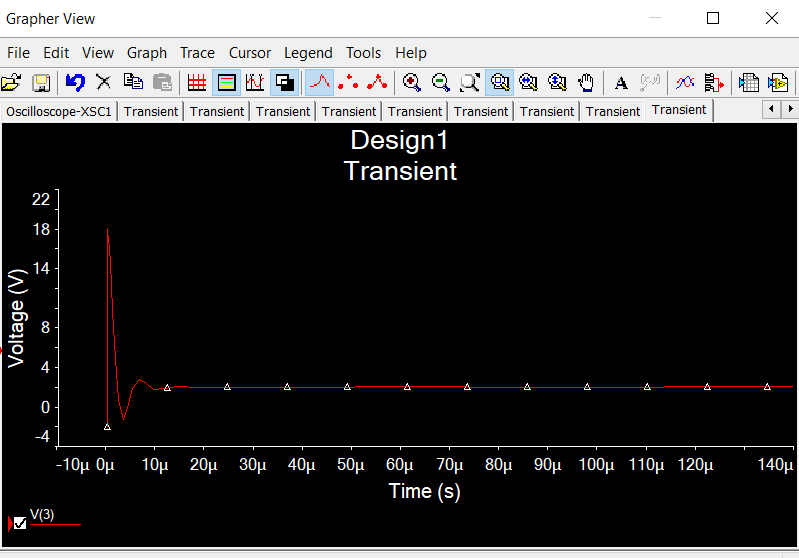 Grapher View
File Edit View Graph Trace Cursor Legend Tools Help
A
Oscilloscope-XSC1 Transient Transient Transient Transient Transient Transient Transient Transient Transient
Design1
Transient
22
18
14
8
4
0
-4
Voltage (V)
-10µ 0µ 10µ 20µ 30µ 40µ 50µ 60µ 70µ 80µ 90µ 100µ 110µ 120µ 140µ
Time (s)
V(3)